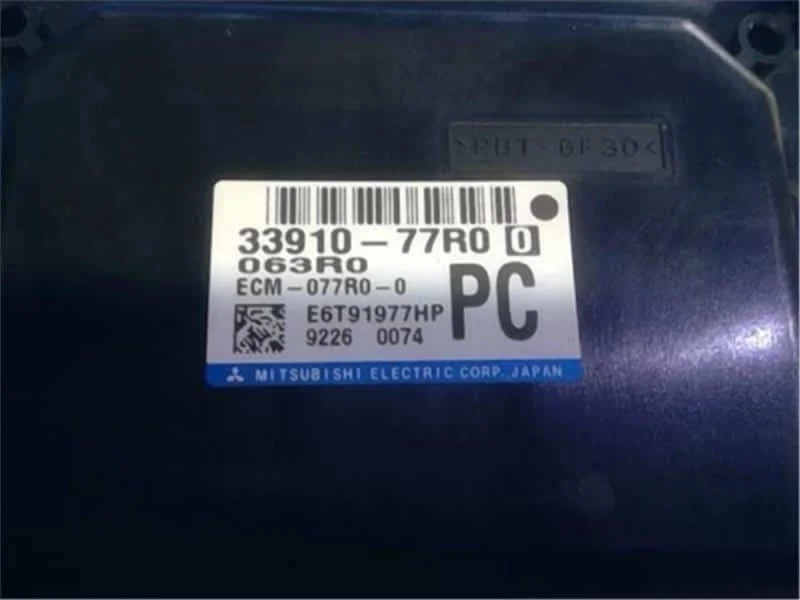 >PBT-GF30<
33910-77R0 0
063R0
ECM-077R0-0
PC
E6T91977HP
9226 0074
MITSUBISHI ELECTRIC CORP. JAPAN